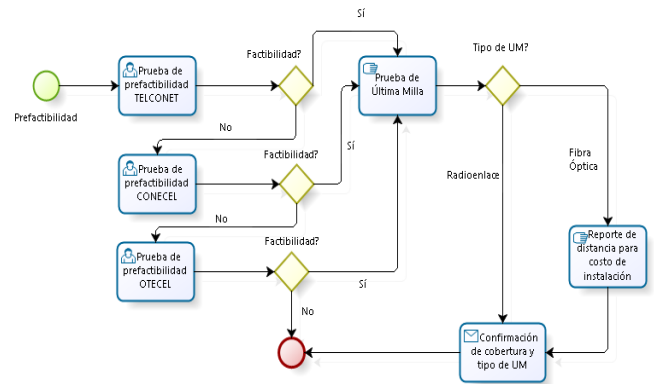 Sí
Factibilidad?
Tipo de UM?
Prueba de
prefactibilidad
TELCONET
Prueba de
Última Milla
Prefactibilidad
No
Factibilidad?
Sí
Prueba de
prefactibilidad
CONECEL
Radioenlace
Fibra
Óptica
No
Factibilidad?
Prueba de
prefactibilidad
OTECEL
Sí
Reporte de
distancia para
costo de
instalación
No
Confirmación
de cobertura y
tipo de UM